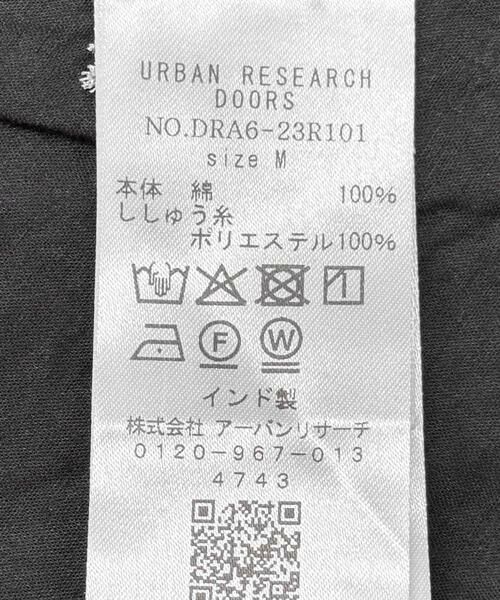 URBAN RESEARCH
DOORS
NO.DRA6-23R101
size M
本体 綿 100%
ししゅう糸
ポリエステル100%
F W
インド製
株式会社 アーバンリサーチ
0120-967-013
4743